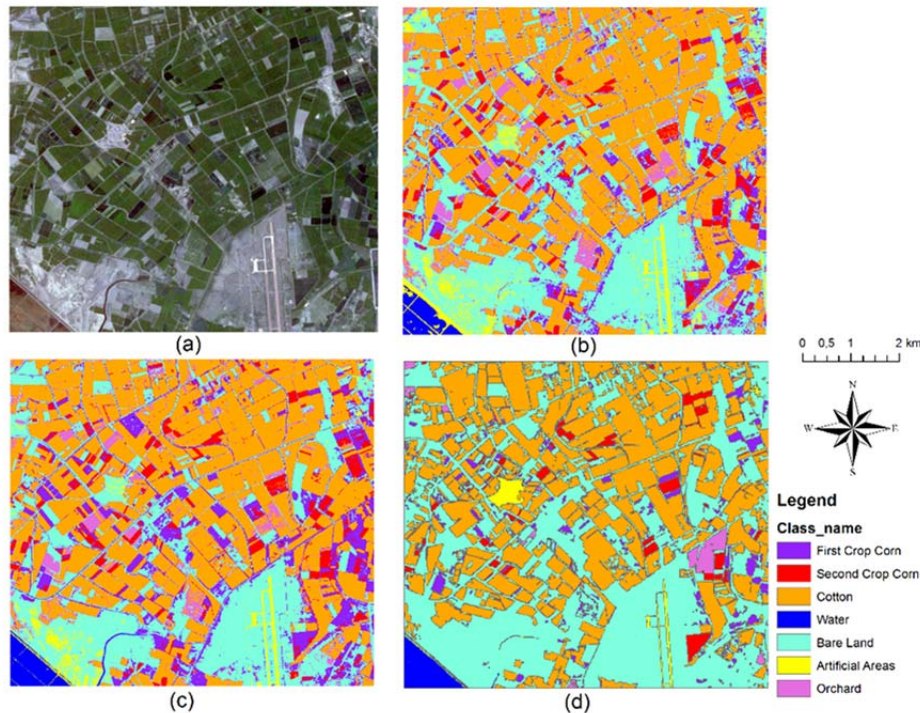 (a)
(b)
0 0.5 1 2 km
N
W E
S
(c)
(d)
Legend
Class_name
First Crop Corn
Second Crop Corn
Cotton
Water
Bare Land
Artificial Areas
Orchard